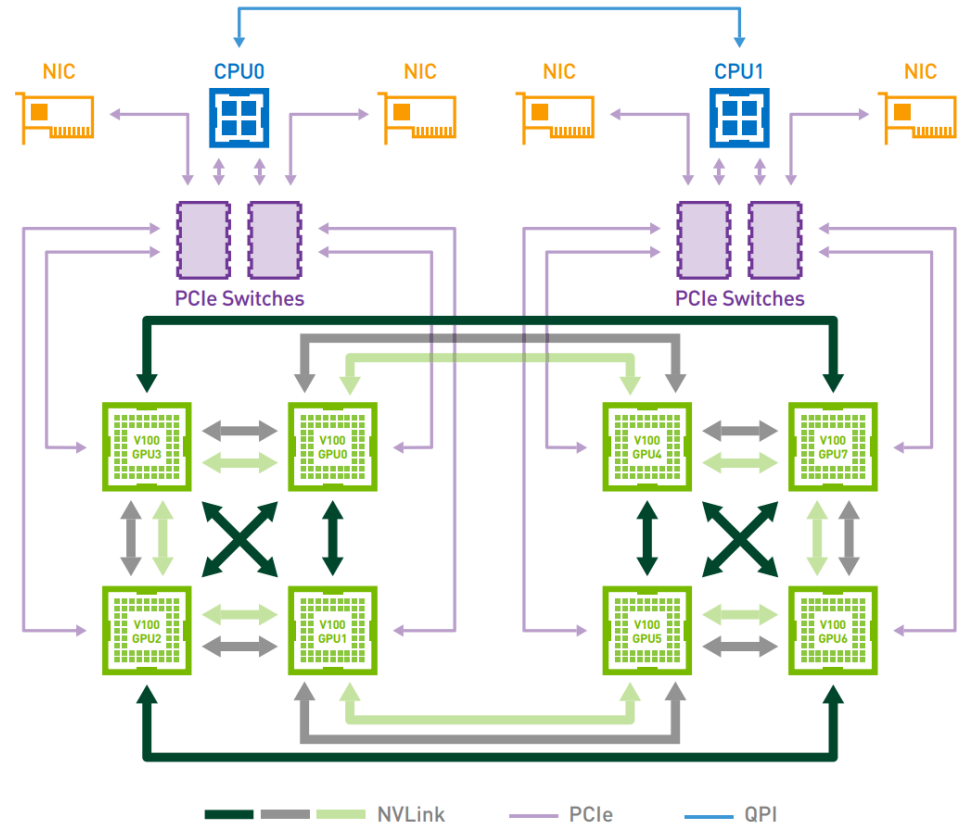 NIC
CPU0
NIC
NIC
CPU1
NIC
PCIe Switches
PCIe Switches
V100
GPU3
V100
GPU0
V100
GPU4
V100
GPU7
V100
GPU2
V100
GPU1
V100
GPU5
V100
GPU6
NVLink
PCIe
QPI